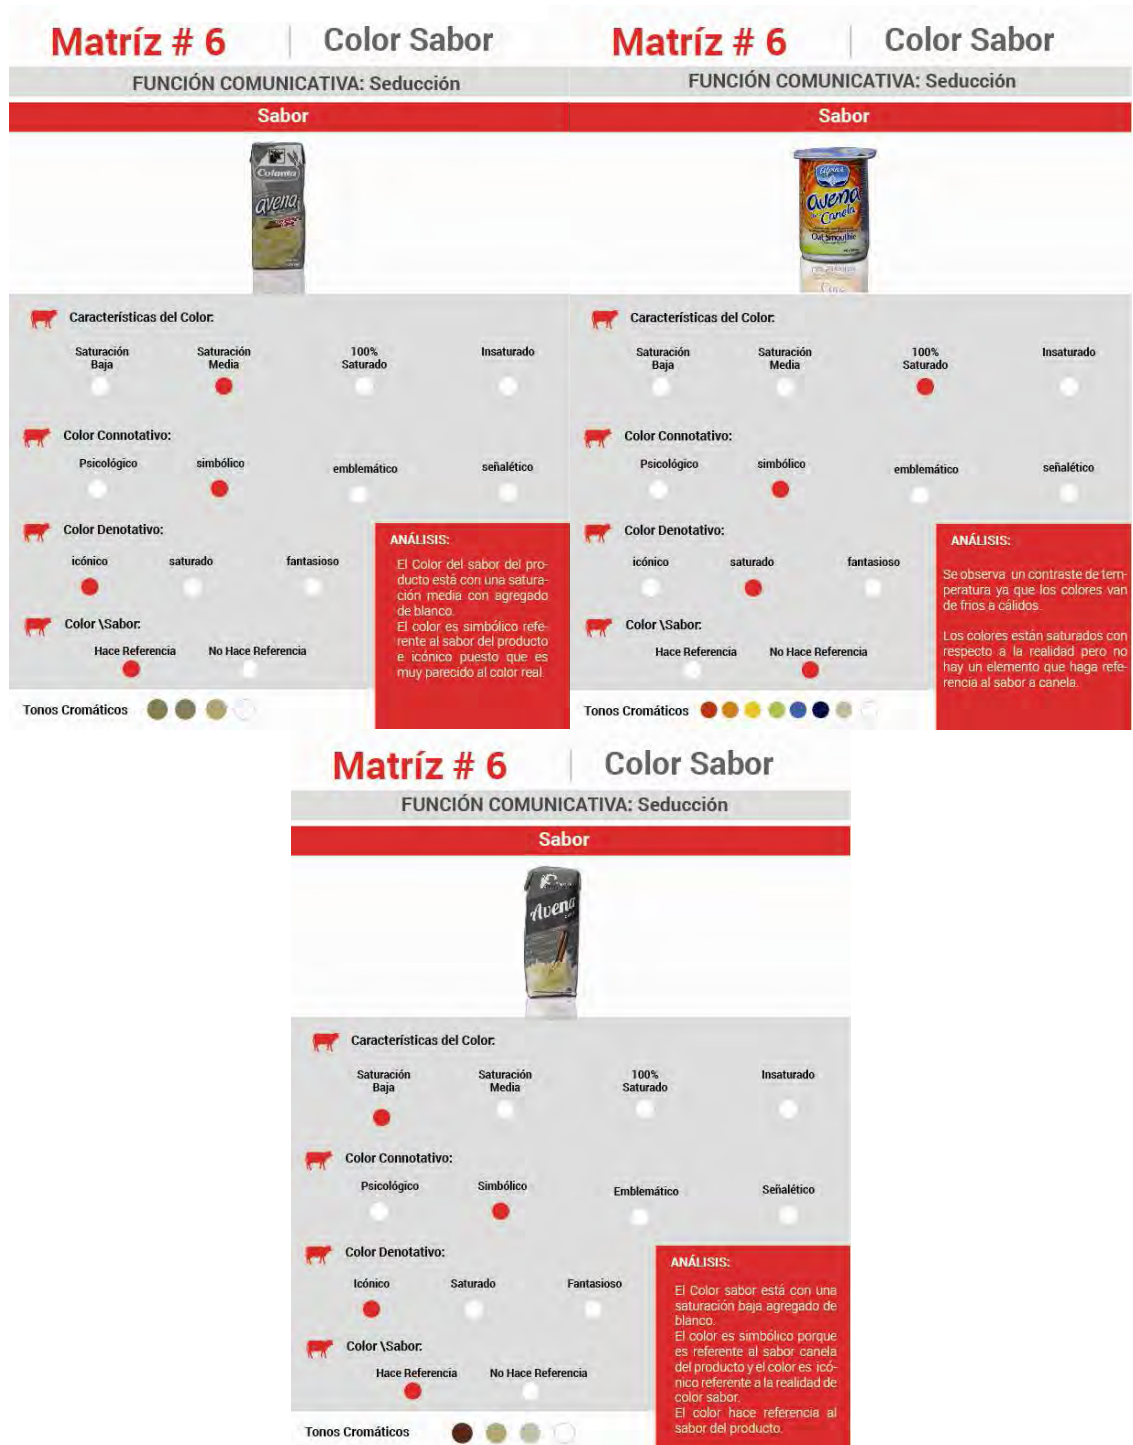 Matríz # 6 Color Sabor
FUNCIÓN COMUNICATIVA: Seducción
Sabor
Colanta
avena
Características del Color:
Saturación Baja
Saturación Media
100% Saturado
Insaturado
Color Connotativo:
Psicológico
simbólico
emblemático
señalético
Color Denotativo:
icónico
saturado
fantasioso
Color \Sabor:
Hace Referencia
No Hace Referencia
Tonos Cromáticos
ANÁLISIS:
El Color del sabor del pro-
ducto está con una satura-
ción media con agregado
de blanco.
El color es simbólico refe-
rente al sabor del producto
e icónico puesto que es
muy parecido al color real.
Matríz # 6 Color Sabor
FUNCIÓN COMUNICATIVA: Seducción
Sabor
Alpina
avena
Canela
Oat Smoothie
Características del Color:
Saturación Baja
Saturación Media
100% Saturado
Insaturado
Color Connotativo:
Psicológico
simbólico
emblemático
señalético
Color Denotativo:
icónico
saturado
fantasioso
Color \Sabor:
Hace Referencia
No Hace Referencia
Tonos Cromáticos
ANÁLISIS:
Se observa un contraste de tem-
peratura ya que los colores van
de frios a cálidos.
Los colores están saturados con
respecto a la realidad pero no
hay un elemento que haga refe-
rencia al sabor a canela.
Matríz # 6 Color Sabor
FUNCIÓN COMUNICATIVA: Seducción
Sabor
Avena
Características del Color:
Saturación Baja
Saturación Media
100% Saturado
Insaturado
Color Connotativo:
Psicológico
Simbólico
Emblemático
Señalético
Color Denotativo:
Icónico
Saturado
Fantasioso
Color \Sabor:
Hace Referencia
No Hace Referencia
Tonos Cromáticos
ANÁLISIS:
El Color sabor está con una
saturación baja agregado de
blanco.
El color es simbólico porque
es referente al sabor canela
del producto y el color es icó-
nico referente a la realidad de
color sabor.
El color hace referencia al
sabor del producto.